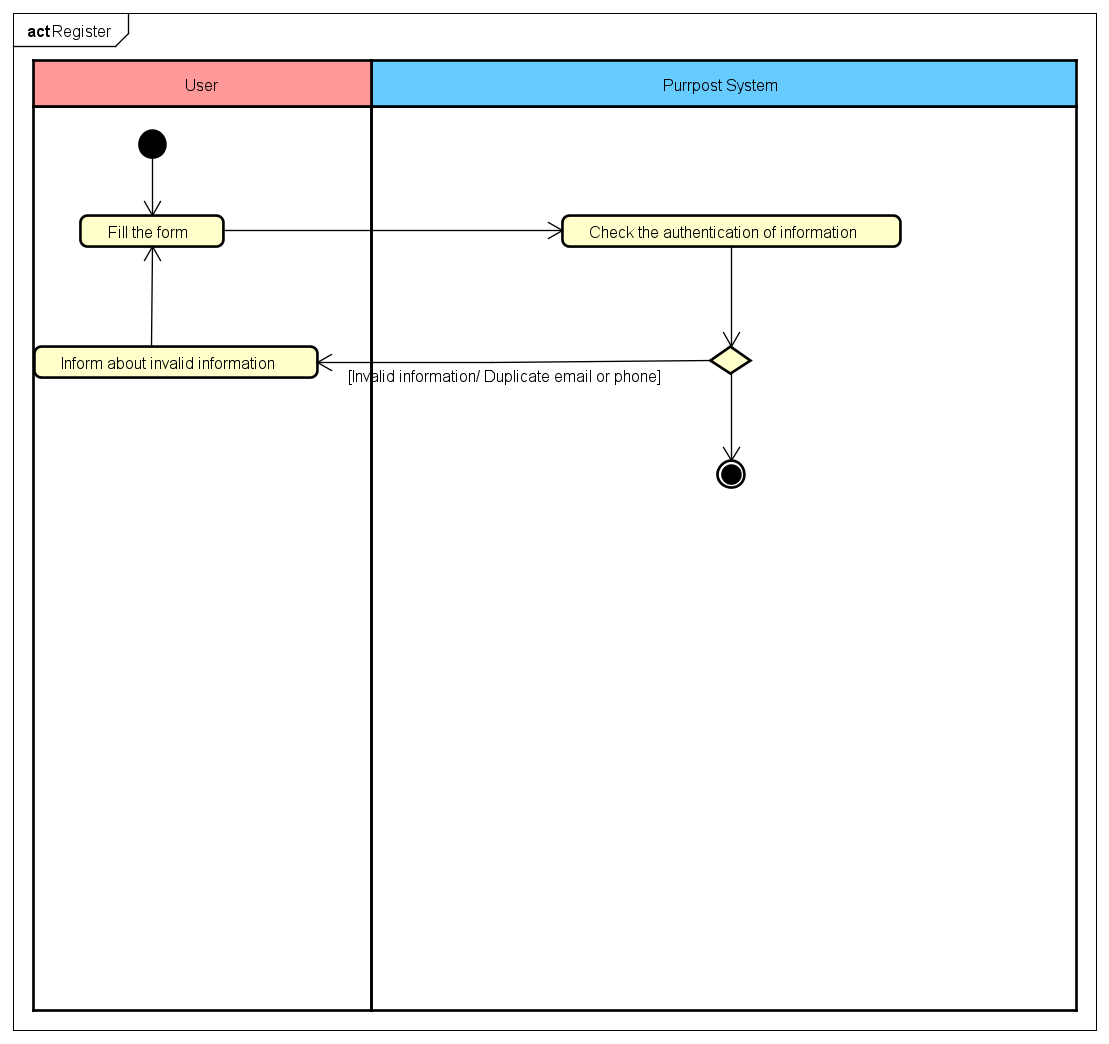 act Register
User
Purrpost System
Fill the form
Check the authentication of information
Inform about invalid information
[Invalid information/ Duplicate email or phone]